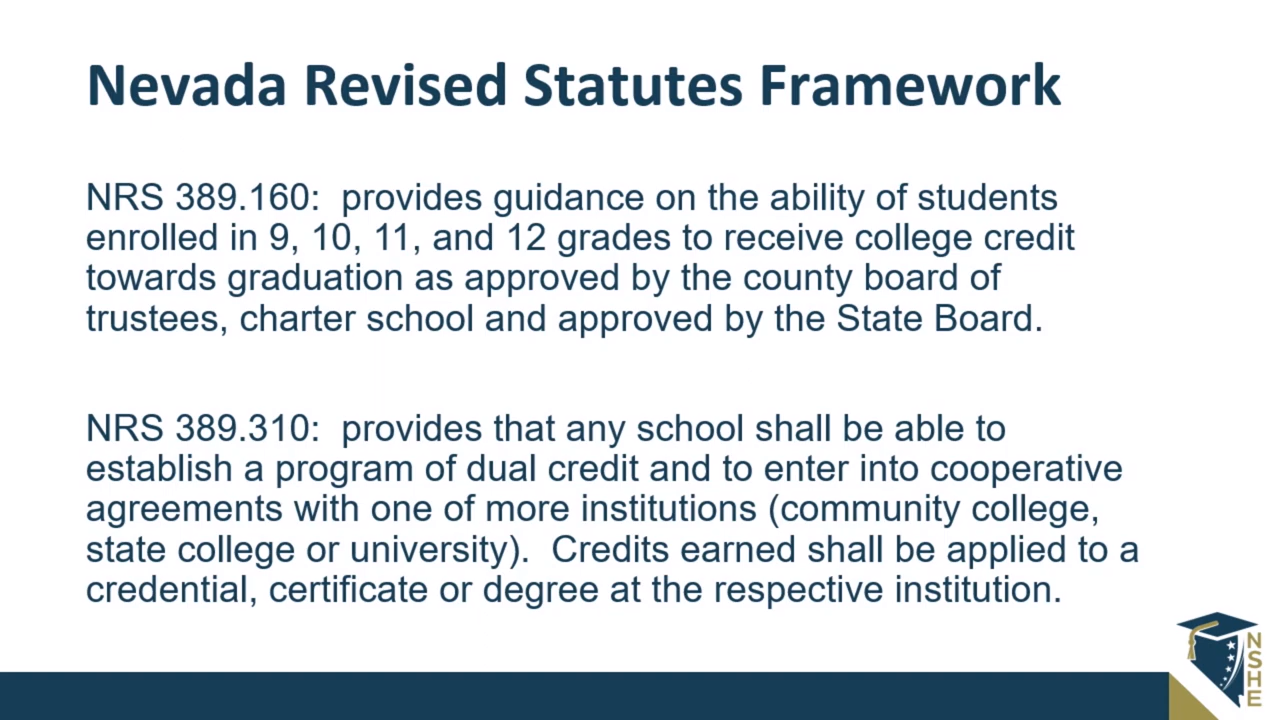 Nevada Revised Statutes Framework
NRS 389.160:  provides guidance on the ability of students
enrolled in 9, 10, 11, and 12 grades to receive college credit
towards graduation as approved by the county board of
trustees, charter school and approved by the State Board.
NRS 389.310:  provides that any school shall be able to
establish a program of dual credit and to enter into cooperative
agreements with one of more institutions (community college,
state college or university).  Credits earned shall be applied to a
credential, certificate or degree at the respective institution.
NSHE